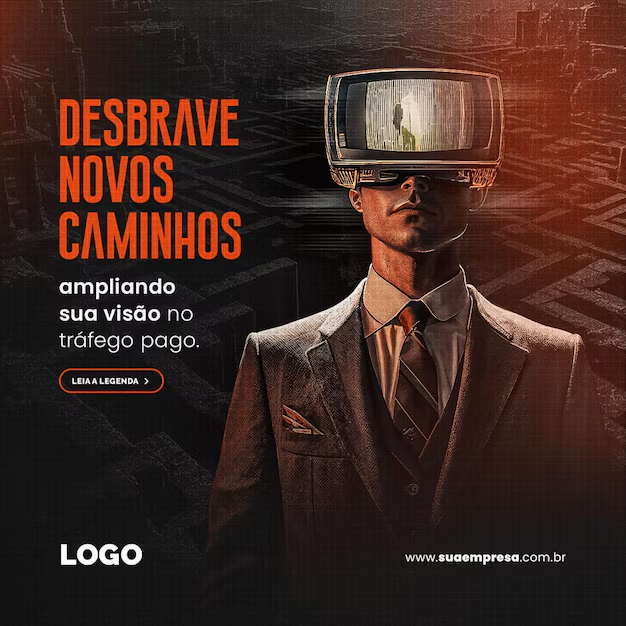 DESBRAVE
NOVOS
CAMINHOS
ampliando
sua visão no
tráfego pago.
LEIA A LEGENDA >
LOGO
www.suaempresa.com.br